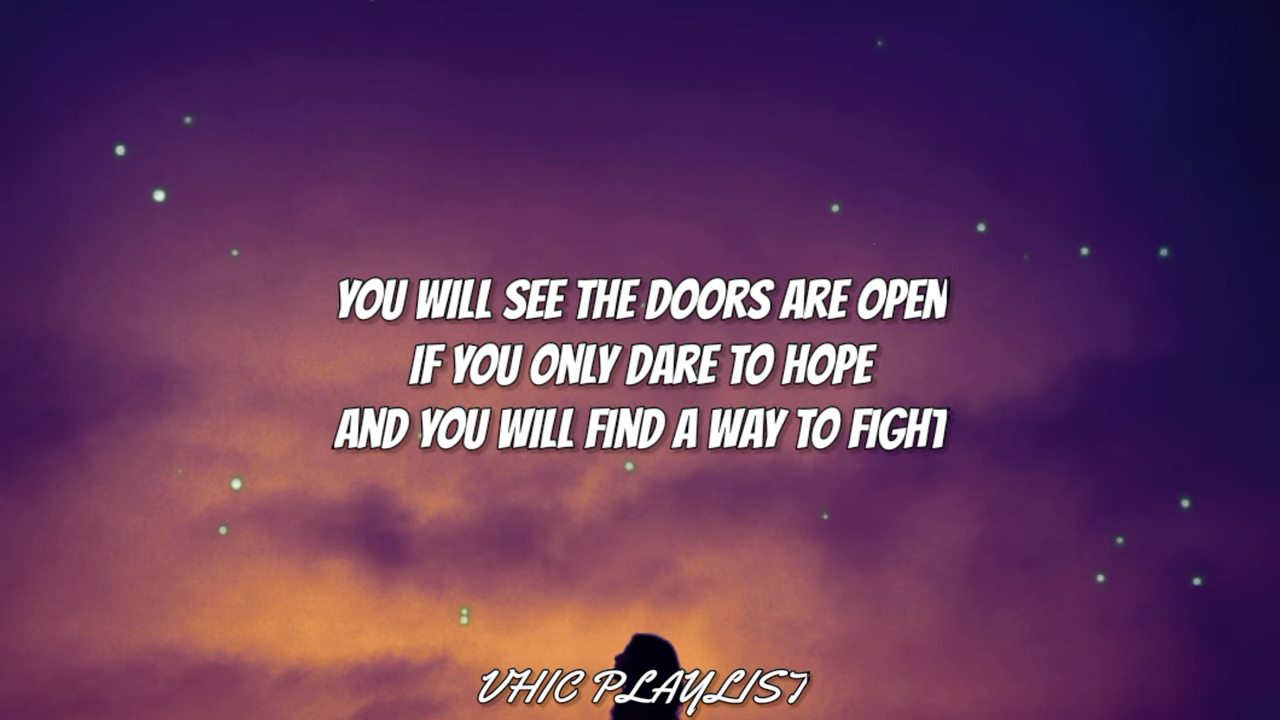 YOU WILL SEE THE DOORS ARE OPEN
IF YOU ONLY DARE TO HOPE
AND YOU WILL FIND A WAY TO FIGHT
VHIC PLAYLIST